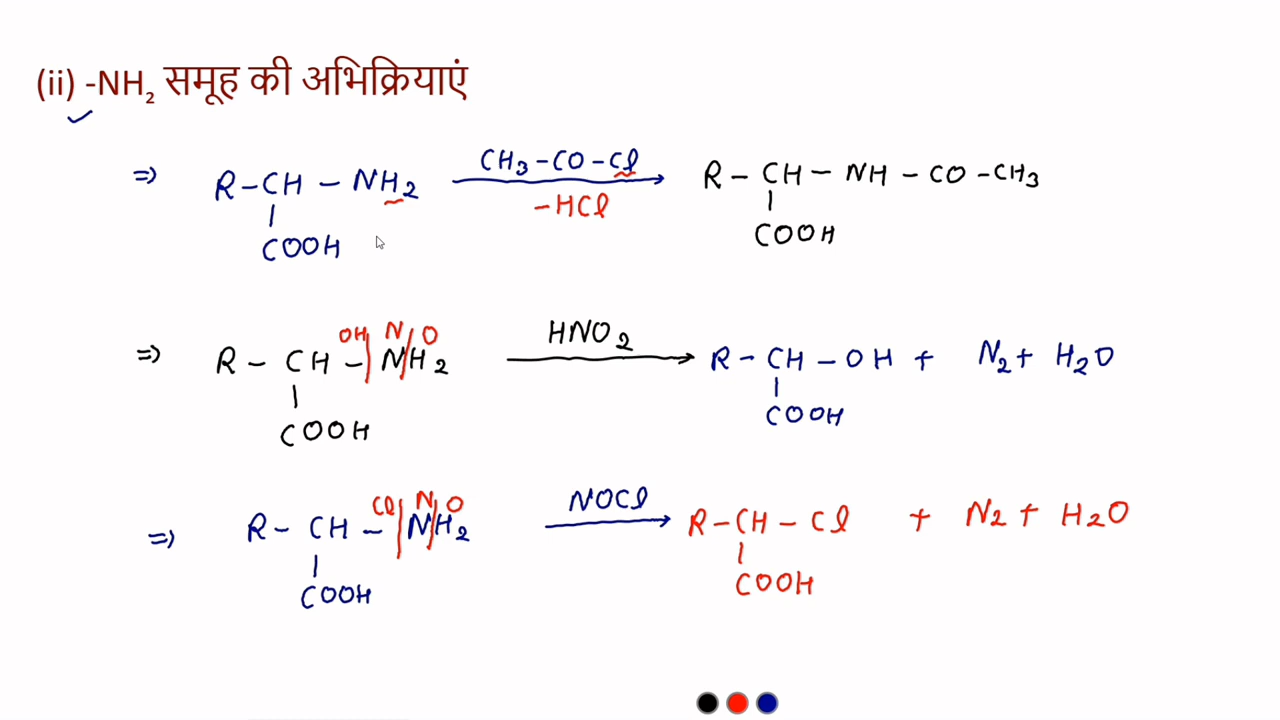 (ii) -NH₂ समूह की अभिक्रियाएं
⇒ R-CH-NH₂ CH₃-CO-Cl R-CH-NH-CO-CH₃
-HCl
COOH COOH
OH N O
⇒ R-CH-NH₂ HNO₂ R-CH-OH + N₂ + H₂O
COOH COOH
Cl N O
⇒ R-CH-NH₂ NOCl R-CH-Cl + N₂ + H₂O
COOH COOH